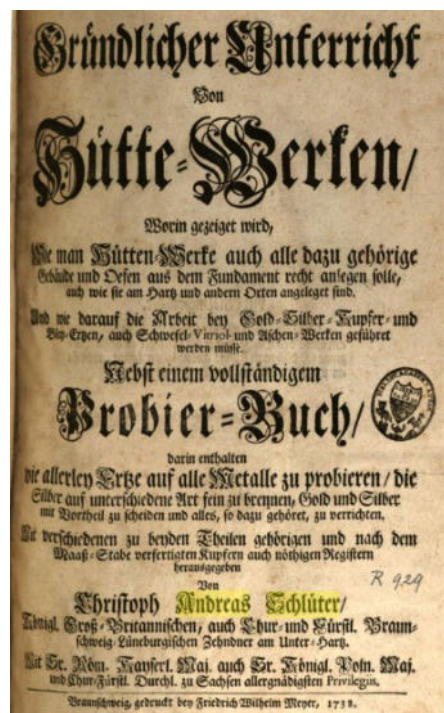 Gründlicher Unterricht
Von
Hütte-Werken/
Worin gezeiget wird,
Wie man Hütten-Werke auch alle dazu gehörige
Gebäude und Oefen aus dem Fundament recht anlegen solle,
auch wie sie am Hartz und andern Orten angeleget sind.
Und wie darauf die Arbeit bey Gold-Silber-Kupfer- und
Bley-Ertzen, auch Schwefel-Vitriol- und Aschen-Werken geführet
werden müsse.
Nebst einem vollständigem
Probier-Buch/
darin enthalten
die allerley Ertze auf alle Metalle zu probieren/ die
Silber auf unterschiedene Art fein zu brennen, Gold und Silber
mit Vortheil zu scheiden und alles, so dazu gehöret, zu verrichten.
Mit verschiedenen zu beyden Theilen gehörigen und nach dem
Maaß-Stabe verfertigten Kupfern auch nöthigen Registern
herausgegeben
Von
R 929
Christoph Andreas Schlüter/
Königl. Groß-Britannischen, auch Chur- und Fürstl. Braun-
schweig-Lüneburgischen Zehndner am Unter-Hartz.
Mit Sr. Röm. Kayserl. Maj. auch Sr. Königl. Poln. Maj.
und Chur-Fürstl. Durchl. zu Sachsen allergnädigsten Privilegiis.
Braunschweig, gedruckt bey Friedrich Wilhelm Meyer, 1738.